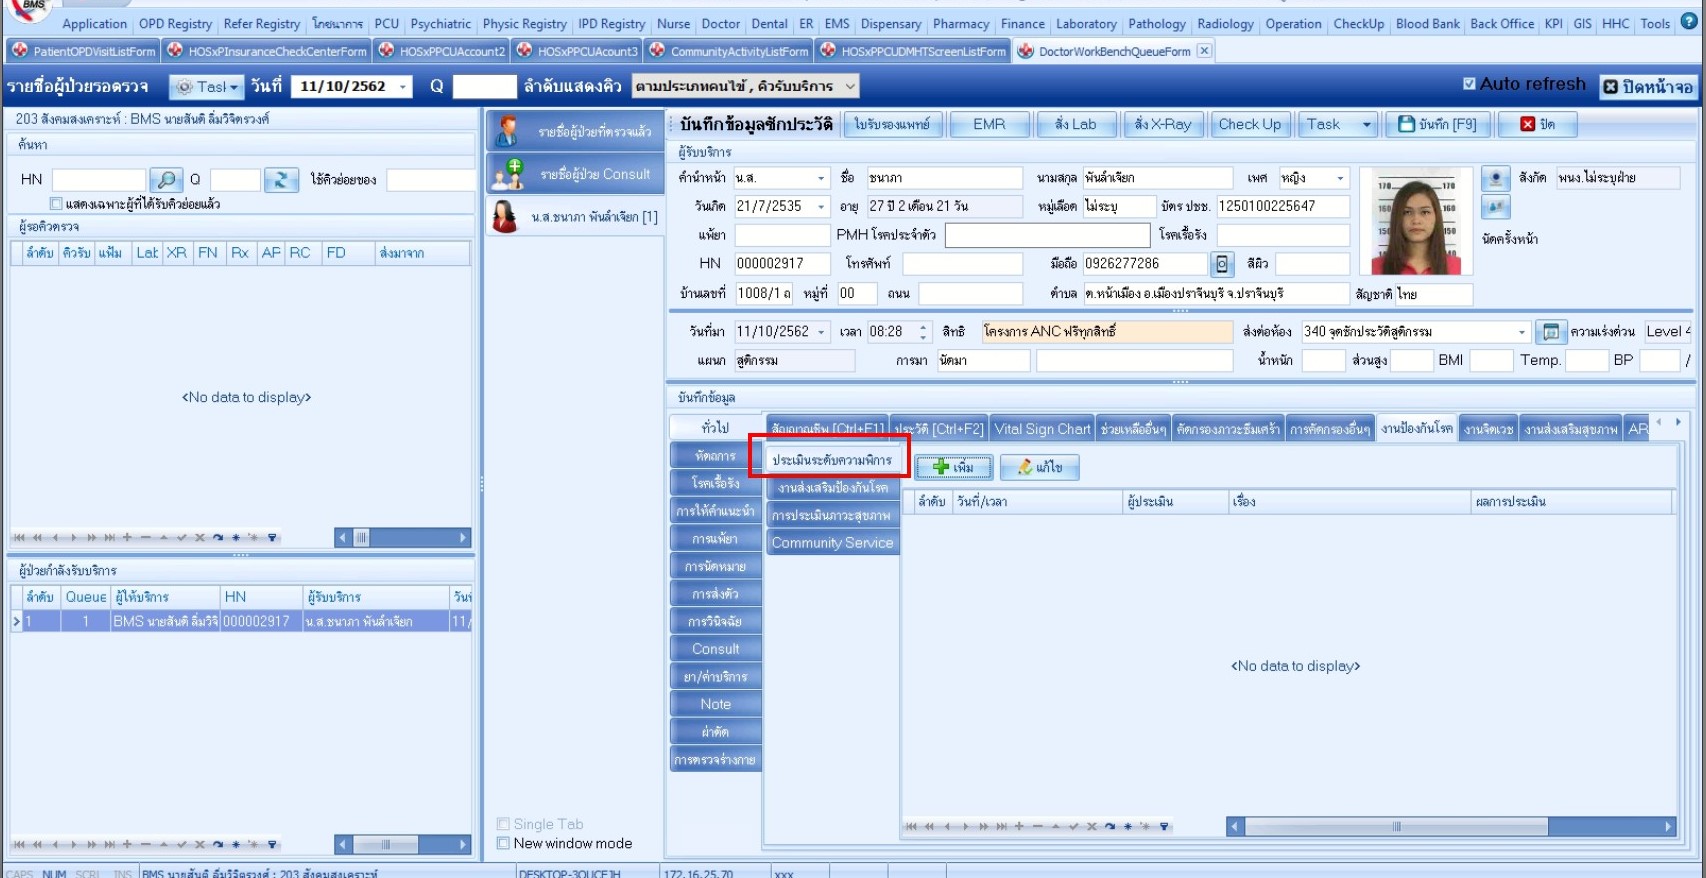 BMS
Application OPD Registry Refer Registry โภชนาการ PCU Psychiatric Physic Registry IPD Registry Nurse Doctor Dental ER EMS Dispensary Pharmacy Finance Laboratory Pathology Radiology Operation CheckUp Blood Bank Back Office KPI GIS HHC Tools
PatientOPDVisitListForm HOSxPInsuranceCheckCenterForm HOSxPPCUAccount2 HOSxPPCUAcount3 CommunityActivityListForm HOSxPPCUDMHTScreenListForm DoctorWorkBenchQueueForm
รายชื่อผู้ป่วยรอตรวจ Task วันที่ 11/10/2562 Q ลำดับแสดงคิว ตามประเภทคนไข้ , คิวรับบริการ Auto refresh ปิดหน้าจอ
203 สังคมสงเคราะห์ : BMS นายสันติ ลิ่มวิจิตรวงศ์
ค้นหา
HN Q ใช้คิวย่อยของ
แสดงเฉพาะผู้ที่ได้รับคิวย่อยแล้ว
ผู้รอคิวตรวจ
ลำดับ คิวรับ แฟ้ม Lab XR FN Rx AP RC FD ส่งมาจาก
<No data to display>
ผู้ป่วยกำลังรับบริการ
ลำดับ Queue ผู้ให้บริการ HN ผู้รับบริการ วันที่
1 1 BMS นายสันติ ลิ่มวิจิ 000002917 น.ส.ชนาภา พันลำเจียก 11/
รายชื่อผู้ป่วยที่ตรวจแล้ว
รายชื่อผู้ป่วย Consult
น.ส.ชนาภา พันลำเจียก [1]
Single Tab
New window mode
บันทึกข้อมูลซักประวัติ ใบรับรองแพทย์ EMR สั่ง Lab สั่ง X-Ray Check Up Task บันทึก [F9] ปิด
ผู้รับบริการ
คำนำหน้า น.ส. ชื่อ ชนาภา นามสกุล พันลำเจียก เพศ หญิง สังกัด พนง.ไม่ระบุฝ่าย
วันเกิด 21/7/2535 อายุ 27 ปี 2 เดือน 21 วัน หมู่เลือด ไม่ระบุ บัตร ปชช. 1250100225647
แพ้ยา PMH โรคประจำตัว โรคเรื้อรัง นัดครั้งหน้า
HN 000002917 โทรศัพท์ มือถือ 0926277286 สีผิว
บ้านเลขที่ 1008/1 ถ หมู่ที่ 00 ถนน ตำบล ต.หน้าเมือง อ.เมืองปราจีนบุรี จ.ปราจีนบุรี สัญชาติ ไทย
170 170
160 160
150 150
วันที่มา 11/10/2562 เวลา 08:28 สิทธิ โครงการ ANC ฟรีทุกสิทธิ์ ส่งต่อห้อง 340 จุดซักประวัติสูติกรรม ความเร่งด่วน Level 4
แผนก สูติกรรม การมา นัดมา น้ำหนัก ส่วนสูง BMI Temp. BP /
บันทึกข้อมูล
ทั่วไป สัญญาณชีพ [Ctrl+F1] ประวัติ [Ctrl+F2] Vital Sign Chart ช่วยเหลืออื่นๆ คัดกรองภาวะซึมเศร้า การคัดกรองอื่นๆ งานป้องกันโรค งานจิตเวช งานส่งเสริมสุขภาพ AR
หัตถการ
โรคเรื้อรัง
การให้คำแนะนำ
การแพ้ยา
การนัดหมาย
การส่งตัว
การวินิจฉัย
Consult
ยา/ค่าบริการ
Note
ผ่าตัด
การตรวจร่างกาย
ประเมินระดับความพิการ เพิ่ม แก้ไข
งานส่งเสริมป้องกันโรค
การประเมินภาวะสุขภาพ
Community Service
ลำดับ วันที่/เวลา ผู้ประเมิน เรื่อง ผลการประเมิน
<No data to display>
CAPS NUM SCRL INS BMS นายสันติ ลิ่มวิจิตรวงศ์ : 203 สังคมสงเคราะห์ DESKTOP-3OUCEJH 172.16.25.70 xxx